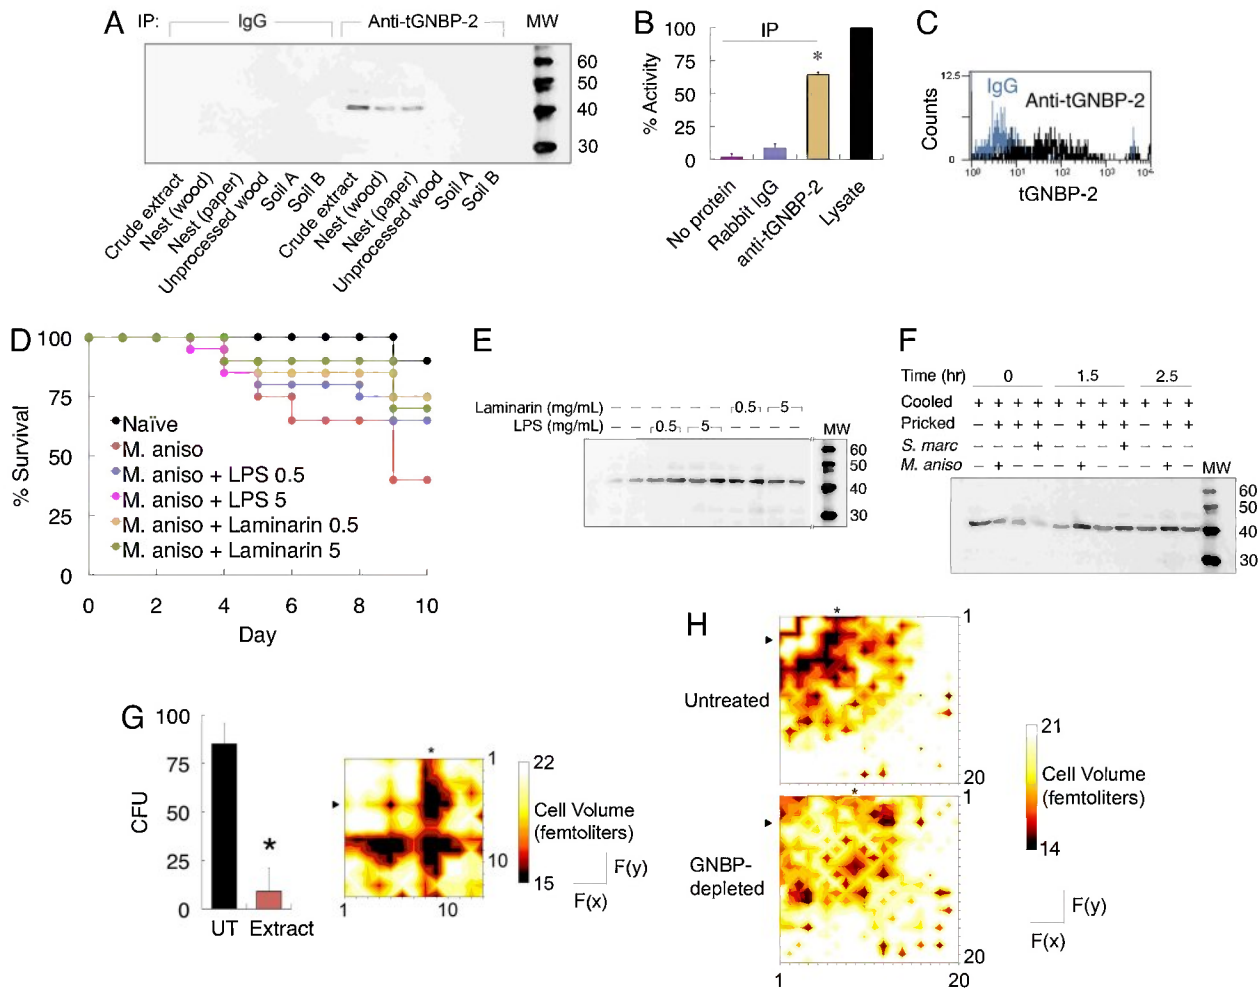 A
IP:
IgG
Anti-tGNBP-2
MW
60
50
40
30
Crude extract
Nest (wood)
Nest (paper)
Unprocessed wood
Soil A
Soil B
Crude extract
Nest (wood)
Nest (paper)
Unprocessed wood
Soil A
Soil B
B
IP
*
% Activity
100
75
50
25
0
No protein
Rabbit IgG
anti-tGNBP-2
Lysate
C
12.5
0
Counts
IgG
Anti-tGNBP-2
10⁰ 10¹ 10² 10³ 10⁴
tGNBP-2
D
% Survival
100
75
50
25
0
Naïve
M. aniso
M. aniso + LPS 0.5
M. aniso + LPS 5
M. aniso + Laminarin 0.5
M. aniso + Laminarin 5
0 2 4 6 8 10
Day
E
Laminarin (mg/mL) – – – – – – 0.5 5
LPS (mg/mL) – – 0.5 5 – – – –
MW
60
50
40
30
F
Time (hr) 0 1.5 2.5
Cooled + + + + + + + + + + +
Pricked – + + + – + + + – + +
S. marc – – – + – – – + – – –
M. aniso – + – – – + – – – + –
MW
60
50
40
30
G
CFU
100
75
50
25
0
*
UT Extract
*
1
10
1 10
22
15
Cell Volume
(femtoliters)
F(y)
F(x)
H
*
Untreated
1
20
*
GNBP-
depleted
1
20
1 20
21
14
Cell Volume
(femtoliters)
F(y)
F(x)